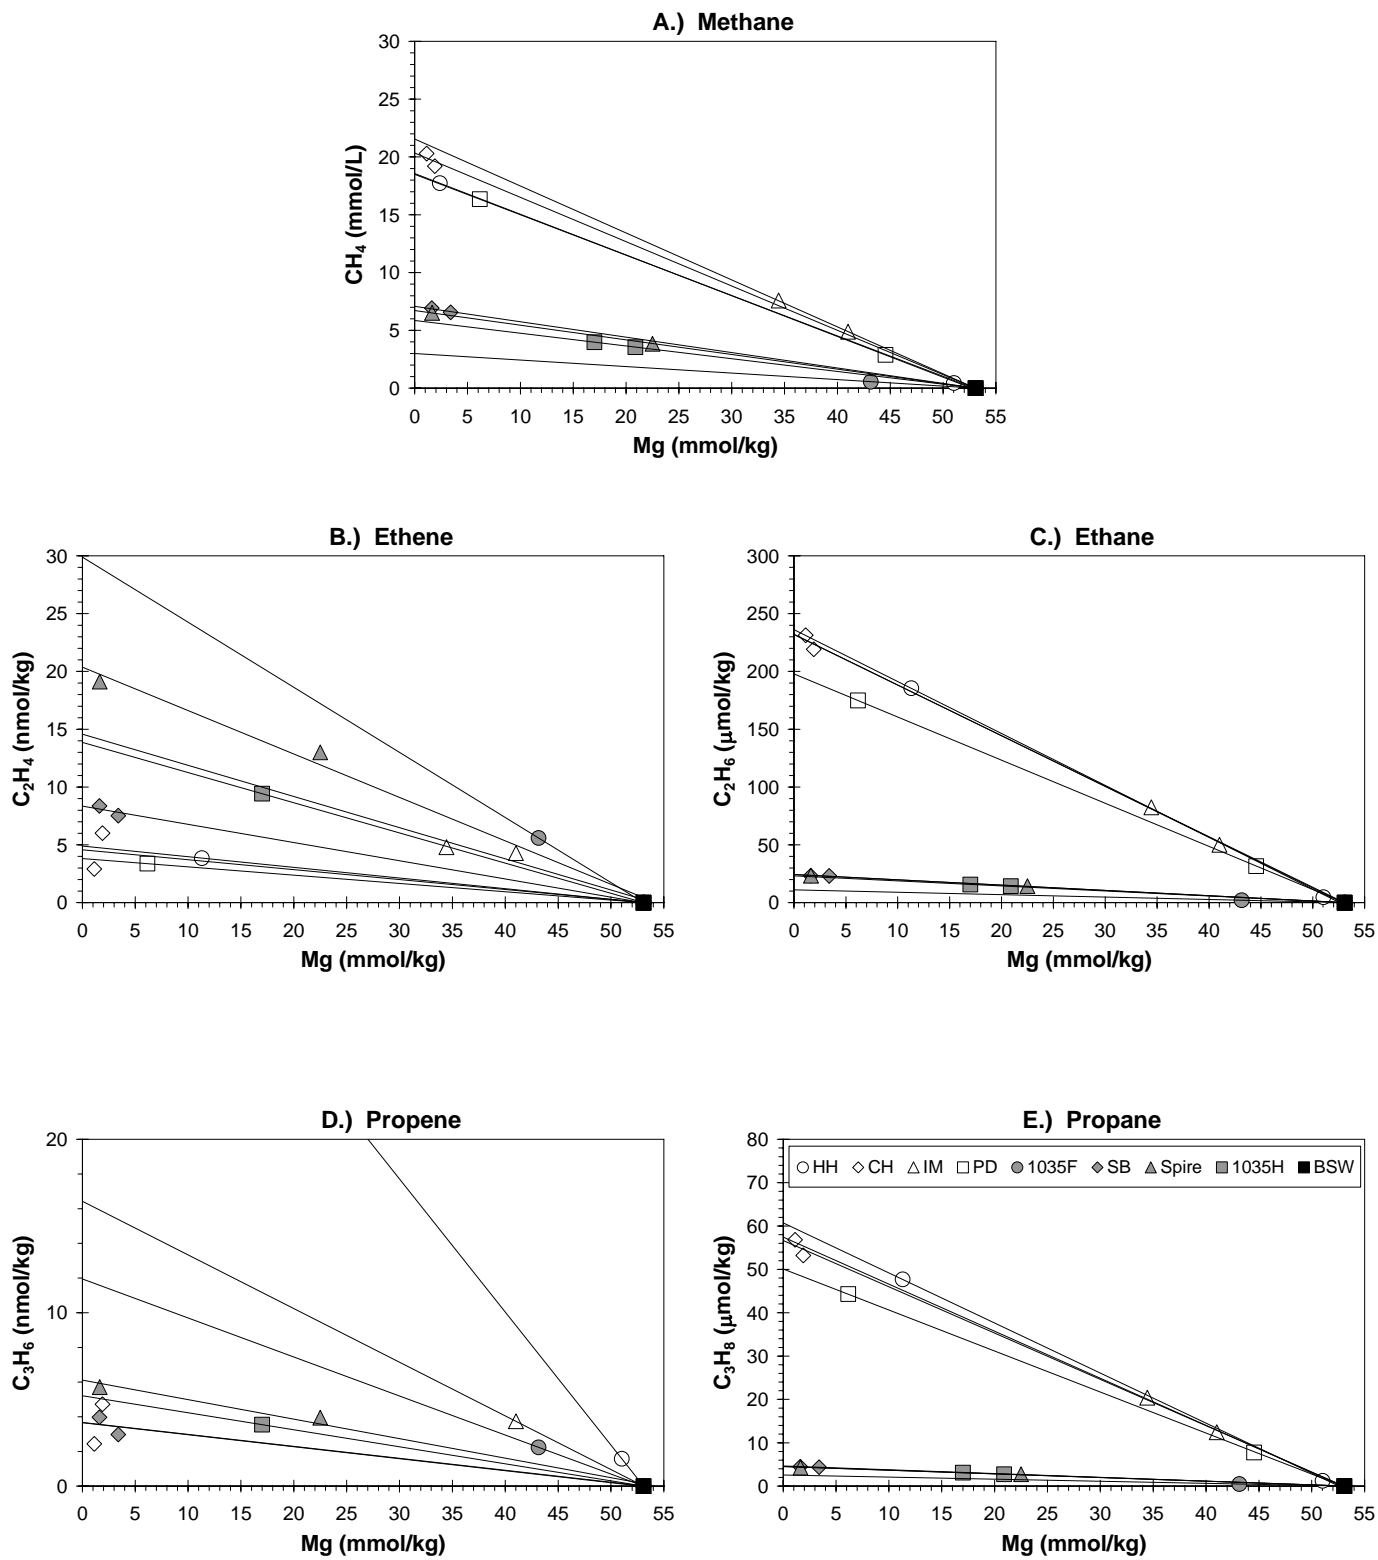 A.) Methane
30
25
20
15
10
5
0
CH₄ (mmol/L)
0 5 10 15 20 25 30 35 40 45 50 55
Mg (mmol/kg)
B.) Ethene
30
25
20
15
10
5
0
C₂H₄ (nmol/kg)
0 5 10 15 20 25 30 35 40 45 50 55
Mg (mmol/kg)
C.) Ethane
300
250
200
150
100
50
0
C₂H₆ (μmol/kg)
0 5 10 15 20 25 30 35 40 45 50 55
Mg (mmol/kg)
D.) Propene
20
10
0
C₃H₆ (nmol/kg)
0 5 10 15 20 25 30 35 40 45 50 55
Mg (mmol/kg)
E.) Propane
80
70
60
50
40
30
20
10
0
C₃H₈ (μmol/kg)
HH CH IM PD 1035F SB Spire 1035H BSW
0 5 10 15 20 25 30 35 40 45 50 55
Mg (mmol/kg)